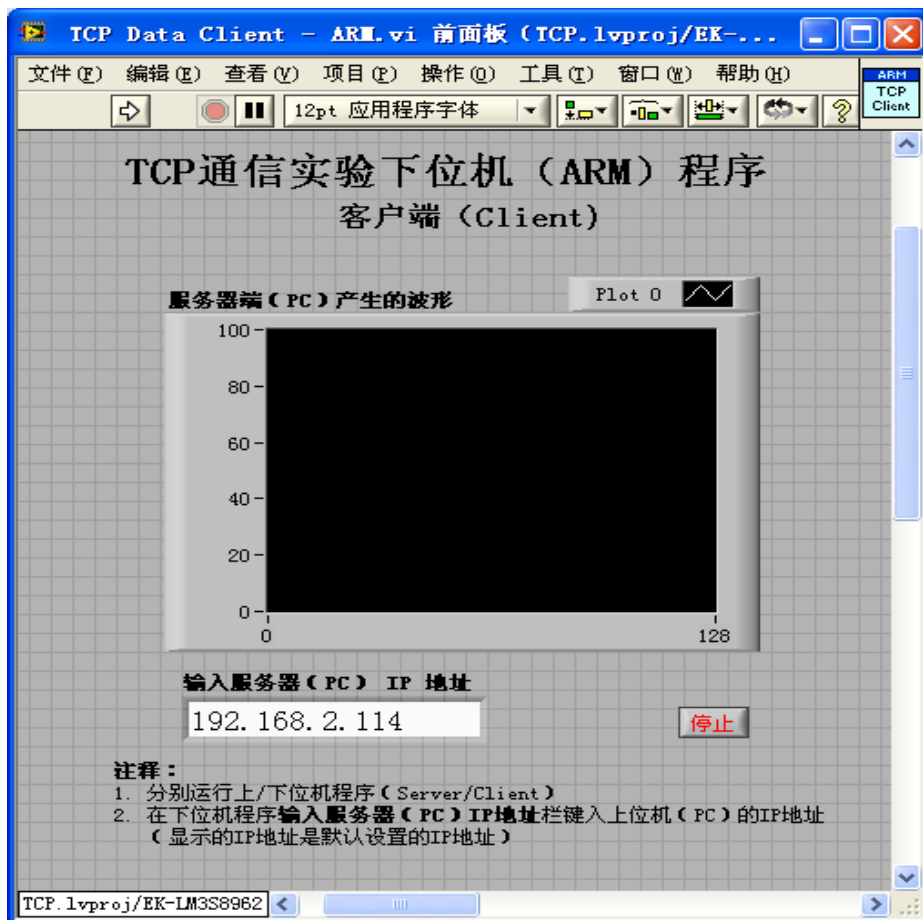 TCP Data Client - ARM.vi 前面板 (TCP.lvproj/EK-...
文件(F) 编辑(E) 查看(V) 项目(P) 操作(O) 工具(T) 窗口(W) 帮助(H)
ARM
TCP
Client
12pt 应用程序字体
TCP通信实验下位机（ARM）程序
客户端（Client）
服务器端(PC)产生的波形
Plot 0
100
80
60
40
20
0
0 128
输入服务器(PC) IP 地址
192.168.2.114
停止
注释：
1. 分别运行上/下位机程序(Server/Client)
2. 在下位机程序输入服务器(PC)IP地址栏键入上位机(PC)的IP地址
(显示的IP地址是默认设置的IP地址)
TCP.lvproj/EK-LM3S8962